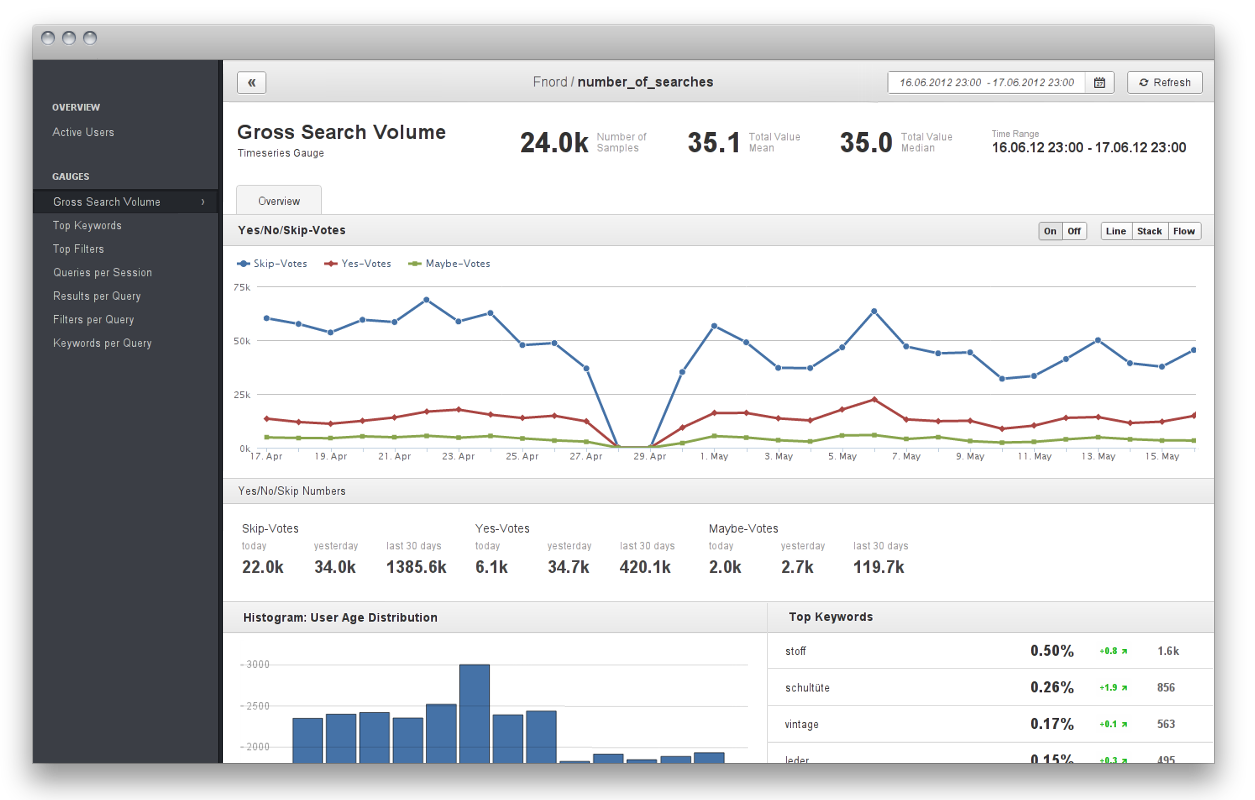 OVERVIEW
Active Users
GAUGES
Gross Search Volume ›
Top Keywords
Top Filters
Queries per Session
Results per Query
Filters per Query
Keywords per Query
« Fnord / number_of_searches 16.06.2012 23:00 - 17.06.2012 23:00 Refresh
Gross Search Volume
Timeseries Gauge
24.0k Number of Samples
35.1 Total Value Mean
35.0 Total Value Median
Time Range
16.06.12 23:00 - 17.06.12 23:00
Overview
Yes/No/Skip-Votes On Off Line Stack Flow
Skip-Votes Yes-Votes Maybe-Votes
75k
50k
25k
0k
17. Apr 19. Apr 21. Apr 23. Apr 25. Apr 27. Apr 29. Apr 1. May 3. May 5. May 7. May 9. May 11. May 13. May 15. May
Yes/No/Skip Numbers
Skip-Votes Yes-Votes Maybe-Votes
today yesterday last 30 days today yesterday last 30 days today yesterday last 30 days
22.0k 34.0k 1385.6k 6.1k 34.7k 420.1k 2.0k 2.7k 119.7k
Histogram: User Age Distribution
3000
2500
2000
Top Keywords
stoff 0.50% +0.8 1.6k
schultüte 0.26% +1.9 856
vintage 0.17% +0.1 563
leder 0.15% +0.3 495